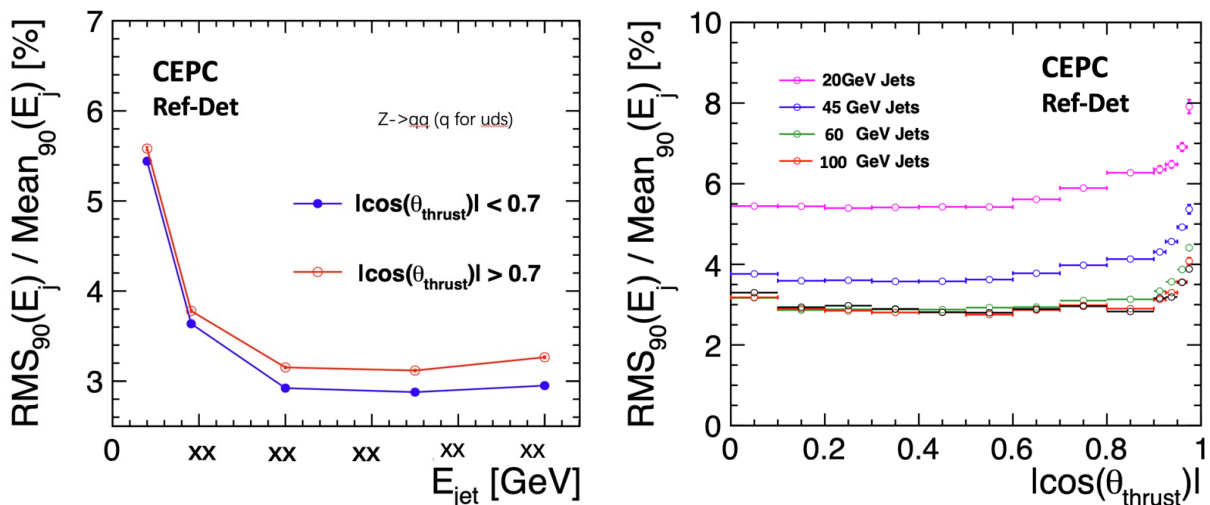 RMS₉₀(Eⱼ) / Mean₉₀(Eⱼ) [%]
7
6
5
4
3
CEPC
Ref-Det
Z->qq (q for uds)
|cos(θthrust)| < 0.7
|cos(θthrust)| > 0.7
0 xx xx xx xx xx
Ejet [GeV]
RMS₉₀(Eⱼ) / Mean₉₀(Eⱼ) [%]
10
8
6
4
2
0
CEPC
Ref-Det
20GeV Jets
45 GeV Jets
60 GeV Jets
100 GeV Jets
0 0.2 0.4 0.6 0.8 1
|cos(θthrust)|